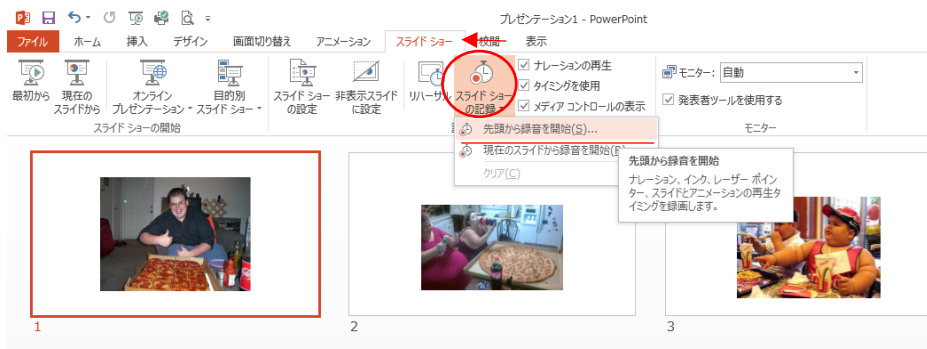 プレゼンテーション1 - PowerPoint
ファイル ホーム 挿入 デザイン 画面切り替え アニメーション スライド ショー 校閲 表示
最初から
現在の
スライドから
オンライン
プレゼンテーション
目的別
スライド ショー
スライド ショー
の設定
非表示スライド
に設定
リハーサル
スライド ショー
の記録
ナレーションの再生
タイミングを使用
メディア コントロールの表示
モニター: 自動
発表者ツールを使用する
スライド ショーの開始
モニター
先頭から録音を開始(S)...
現在のスライドから録音を開始(R)
クリア(C)
先頭から録音を開始
ナレーション、インク、レーザー ポイン
ター、スライドとアニメーションの再生タ
イミングを録画します。
1
2
3